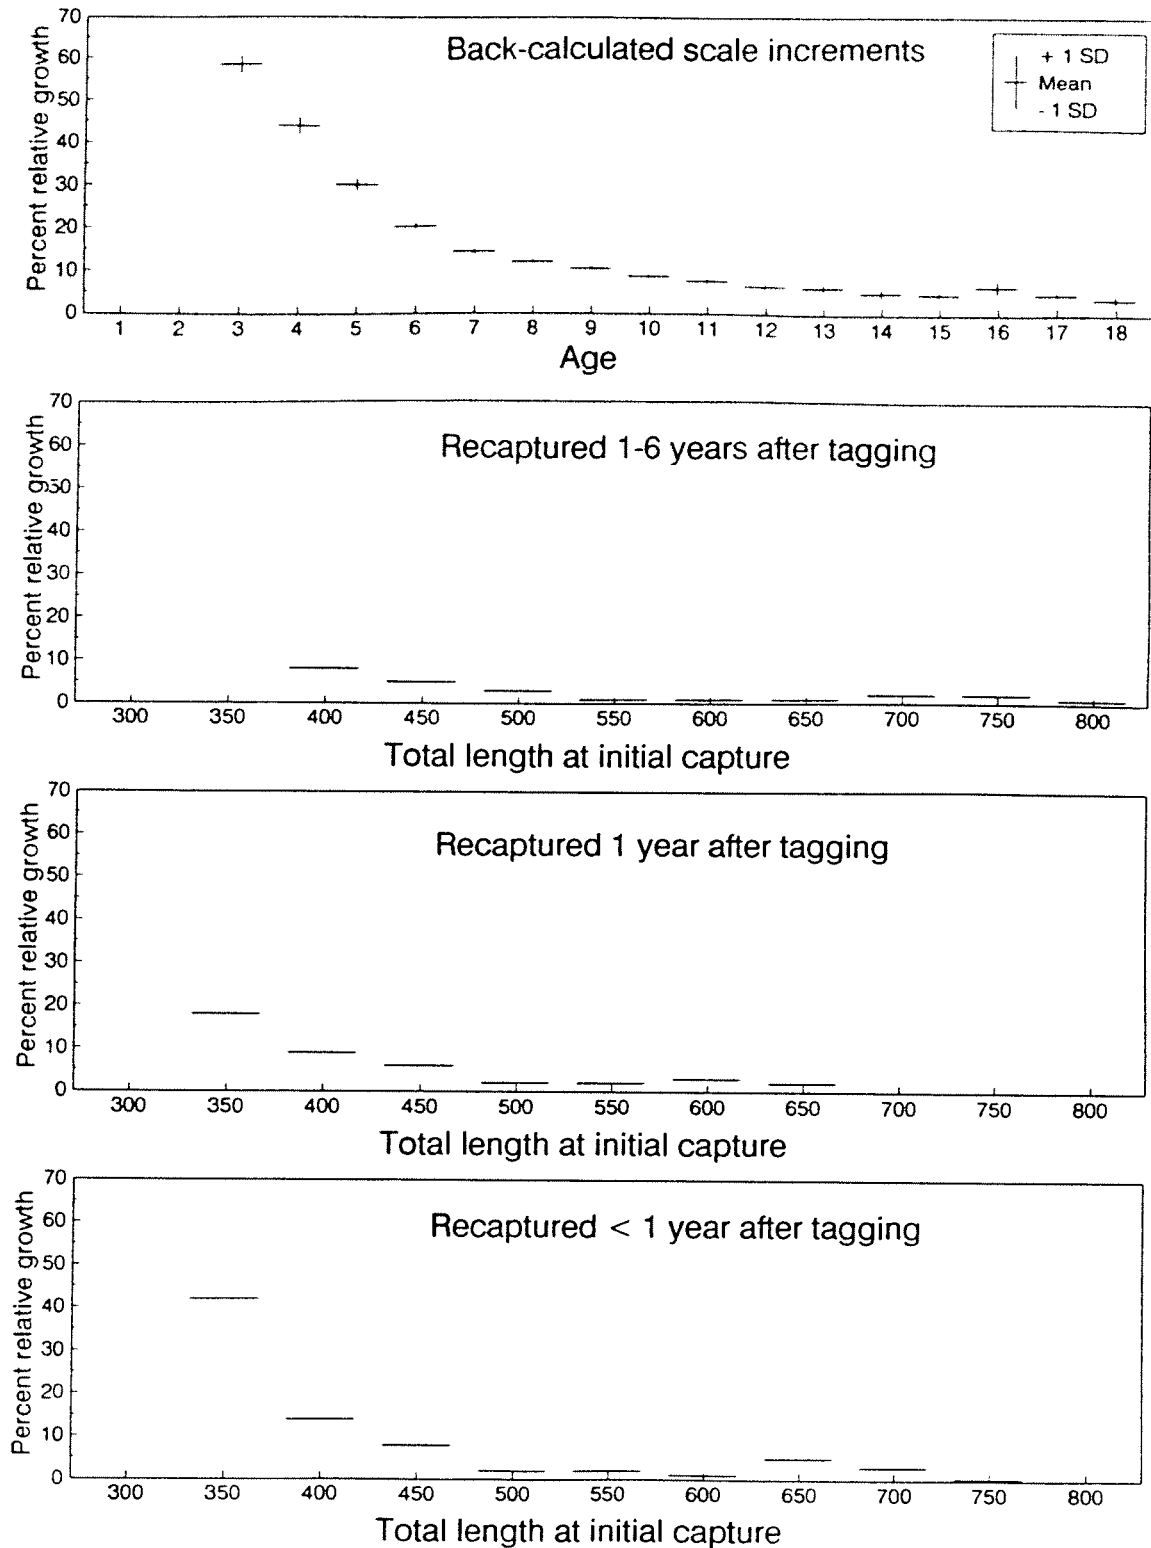 Back-calculated scale increments
+ 1 SD
Mean
- 1 SD
Percent relative growth
70
60
50
40
30
20
10
0
1 2 3 4 5 6 7 8 9 10 11 12 13 14 15 16 17 18
Age
Recaptured 1-6 years after tagging
Percent relative growth
70
60
50
40
30
20
10
0
300 350 400 450 500 550 600 650 700 750 800
Total length at initial capture
Recaptured 1 year after tagging
Percent relative growth
70
60
50
40
30
20
10
0
300 350 400 450 500 550 600 650 700 750 800
Total length at initial capture
Recaptured < 1 year after tagging
Percent relative growth
70
60
50
40
30
20
10
0
300 350 400 450 500 550 600 650 700 750 800
Total length at initial capture